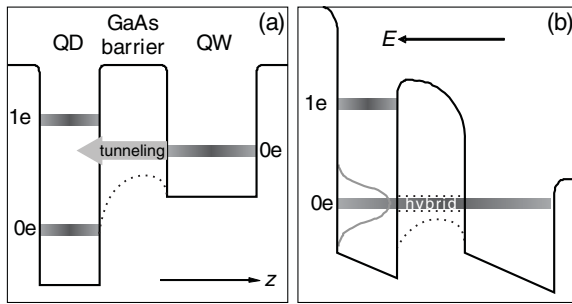 (a)
GaAs
QD barrier QW
1e
tunneling 0e
0e
z
(b)
E
1e
0e hybrid